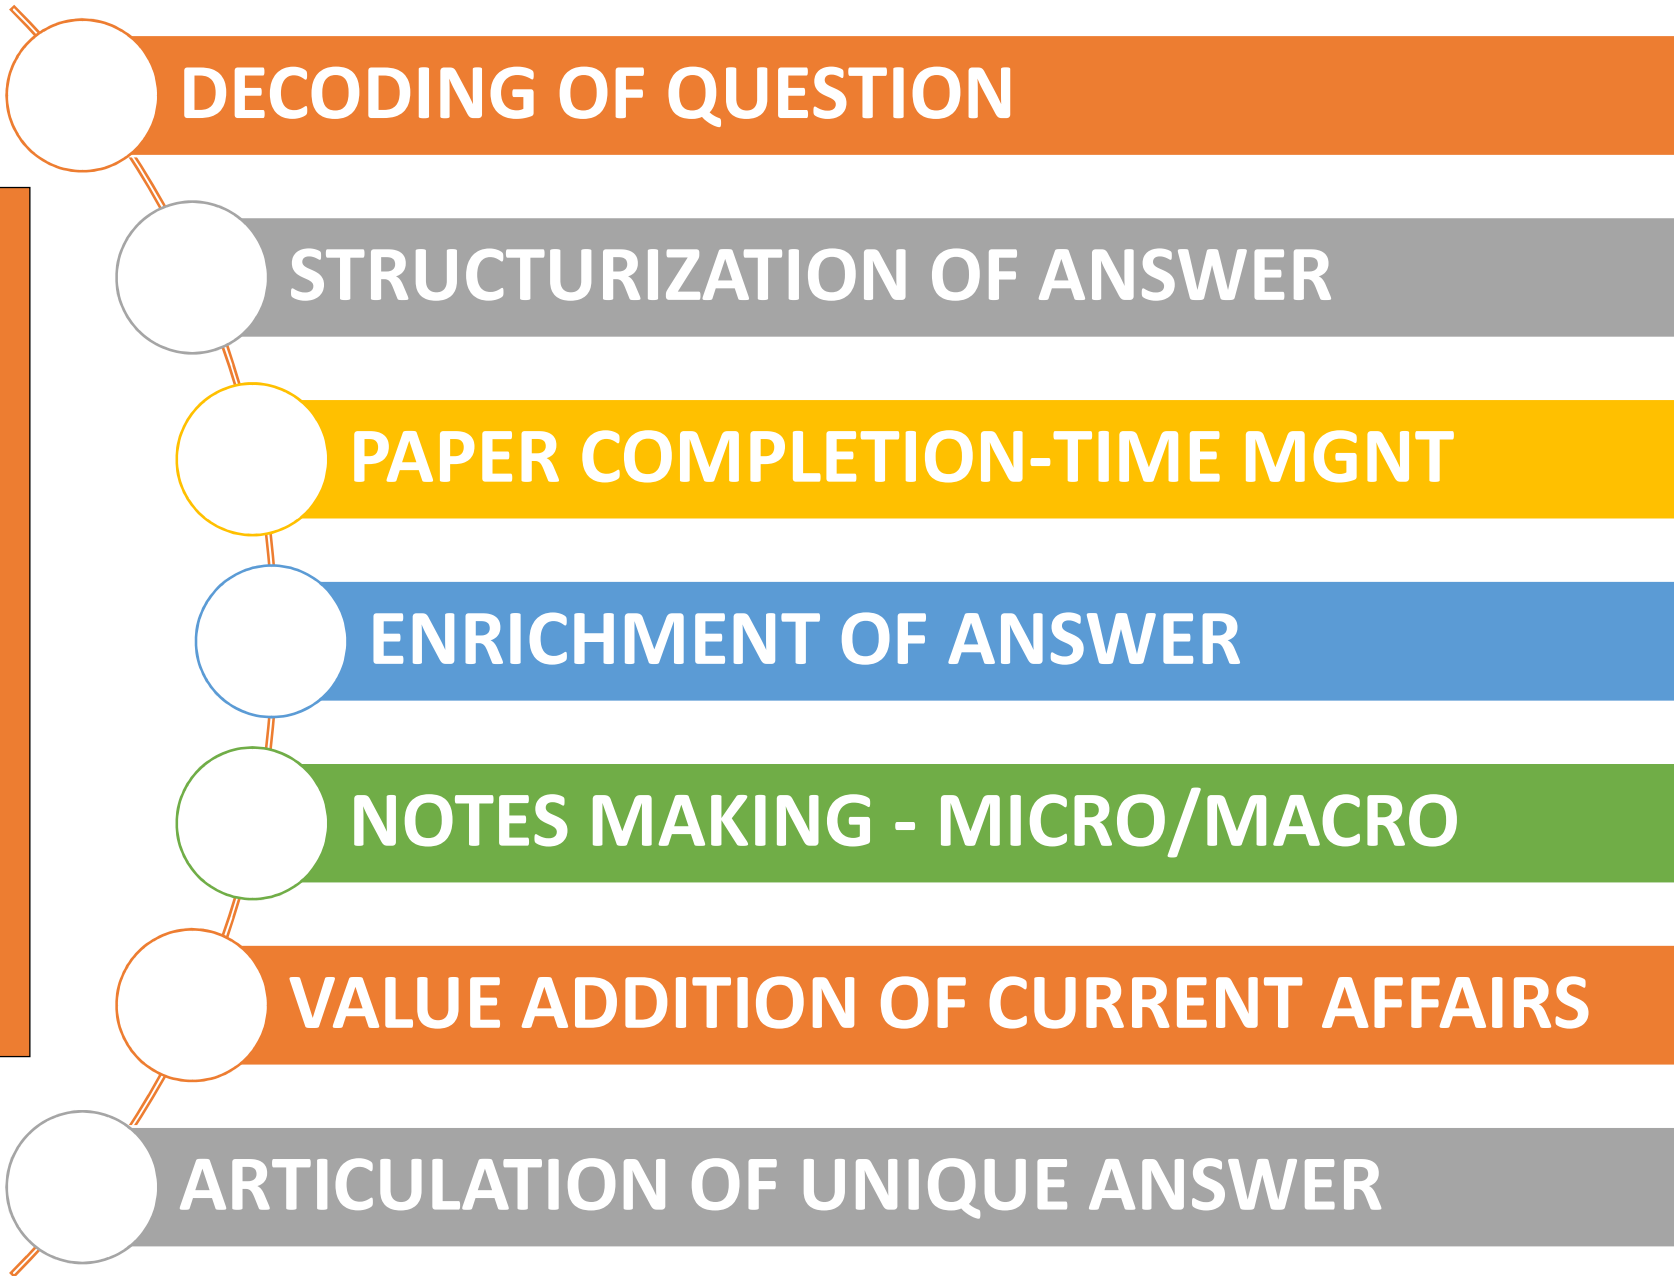 DECODING OF QUESTION
STRUCTURIZATION OF ANSWER
PAPER COMPLETION-TIME MGNT
ENRICHMENT OF ANSWER
NOTES MAKING - MICRO/MACRO
VALUE ADDITION OF CURRENT AFFAIRS
ARTICULATION OF UNIQUE ANSWER